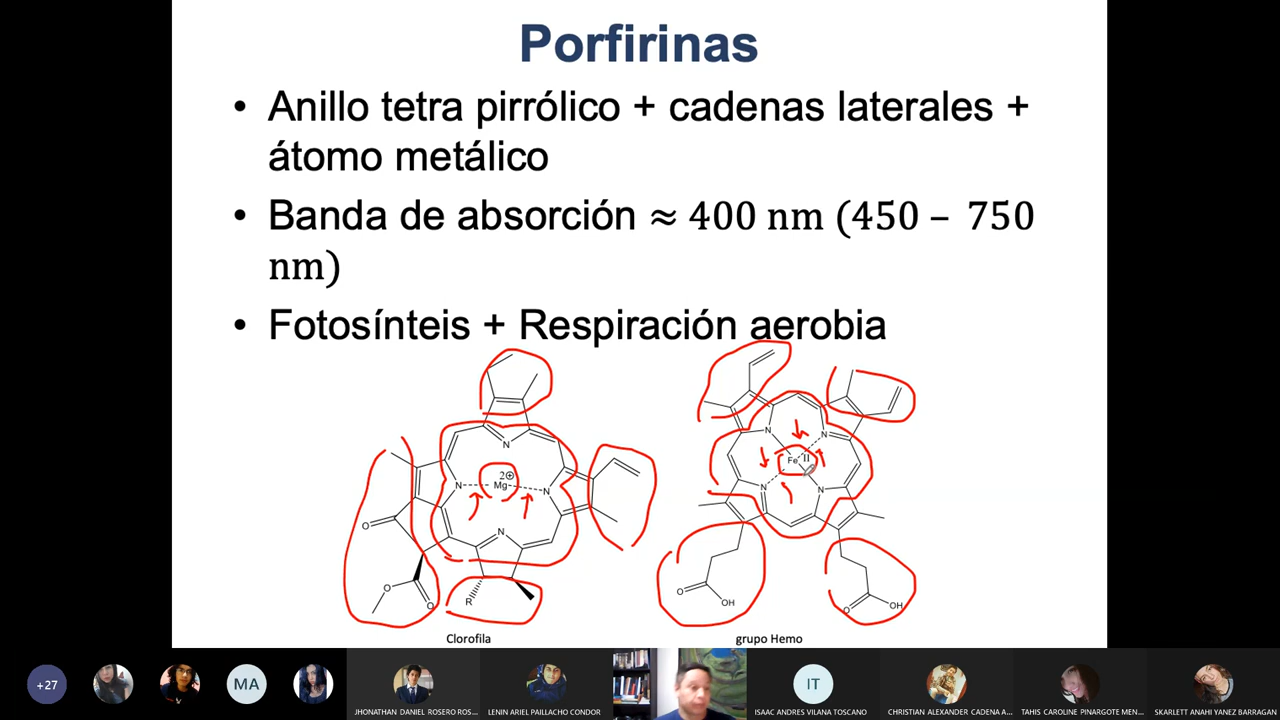 Porfirinas
• Anillo tetra pirrólico + cadenas laterales +
átomo metálico
• Banda de absorción ≈ 400 nm (450 – 750
nm)
• Fotosínteis + Respiración aerobia
N
2⊕
N
Mg
N
N
O
O
O
R
N
N
Fe
II
N
N
O
OH
O
OH
Clorofila
grupo Hemo
+27
MA
IT
JHONATHAN DANIEL ROSERO ROS...
LENIN ARIEL PAILLACHO CONDOR
ISAAC ANDRES VILANA TOSCANO
CHRISTIAN ALEXANDER CADENA A...
TAHIS CAROLINE PINARGOTE MEN...
SKARLETT ANAHI YANEZ BARRAGAN